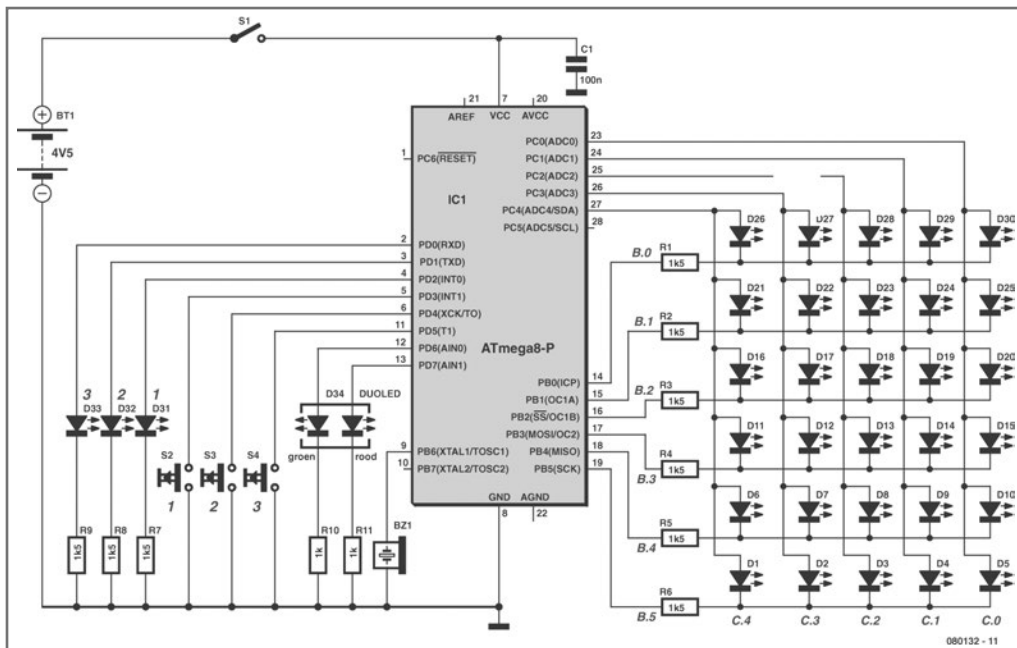 S1
C1
100n
BT1
4V5
21
7
20
AREF
VCC
AVCC
1
PC6(RESET)
IC1
PC0(ADC0)
23
PC1(ADC1)
24
PC2(ADC2)
25
PC3(ADC3)
26
PC4(ADC4/SDA)
27
PC5(ADC5/SCL)
28
2
PD0(RXD)
3
PD1(TXD)
4
PD2(INT0)
5
PD3(INT1)
6
PD4(XCK/TO)
11
PD5(T1)
12
PD6(AIN0)
13
PD7(AIN1)
ATmega8-P
PB0(ICP)
14
PB1(OC1A)
15
PB2(SS/OC1B)
16
PB3(MOSI/OC2)
17
PB4(MISO)
18
PB5(SCK)
19
9
PB6(XTAL1/TOSC1)
10
PB7(XTAL2/TOSC2)
GND
AGND
8
22
3
2
1
D33
D32
D31
S2
S3
S4
1
2
3
D34
DUOLED
groen
rood
R9
1k5
R8
1k5
R7
1k5
R10
1k
R11
1k
BZ1
D26
D27
D28
D29
D30
B.0
R1
1k5
D21
D22
D23
D24
D25
B.1
R2
1k5
D16
D17
D18
D19
D20
B.2
R3
1k5
D11
D12
D13
D14
D15
B.3
R4
1k5
D6
D7
D8
D9
D10
B.4
R5
1k5
D1
D2
D3
D4
D5
B.5
R6
1k5
C.4
C.3
C.2
C.1
C.0
080132 - 11